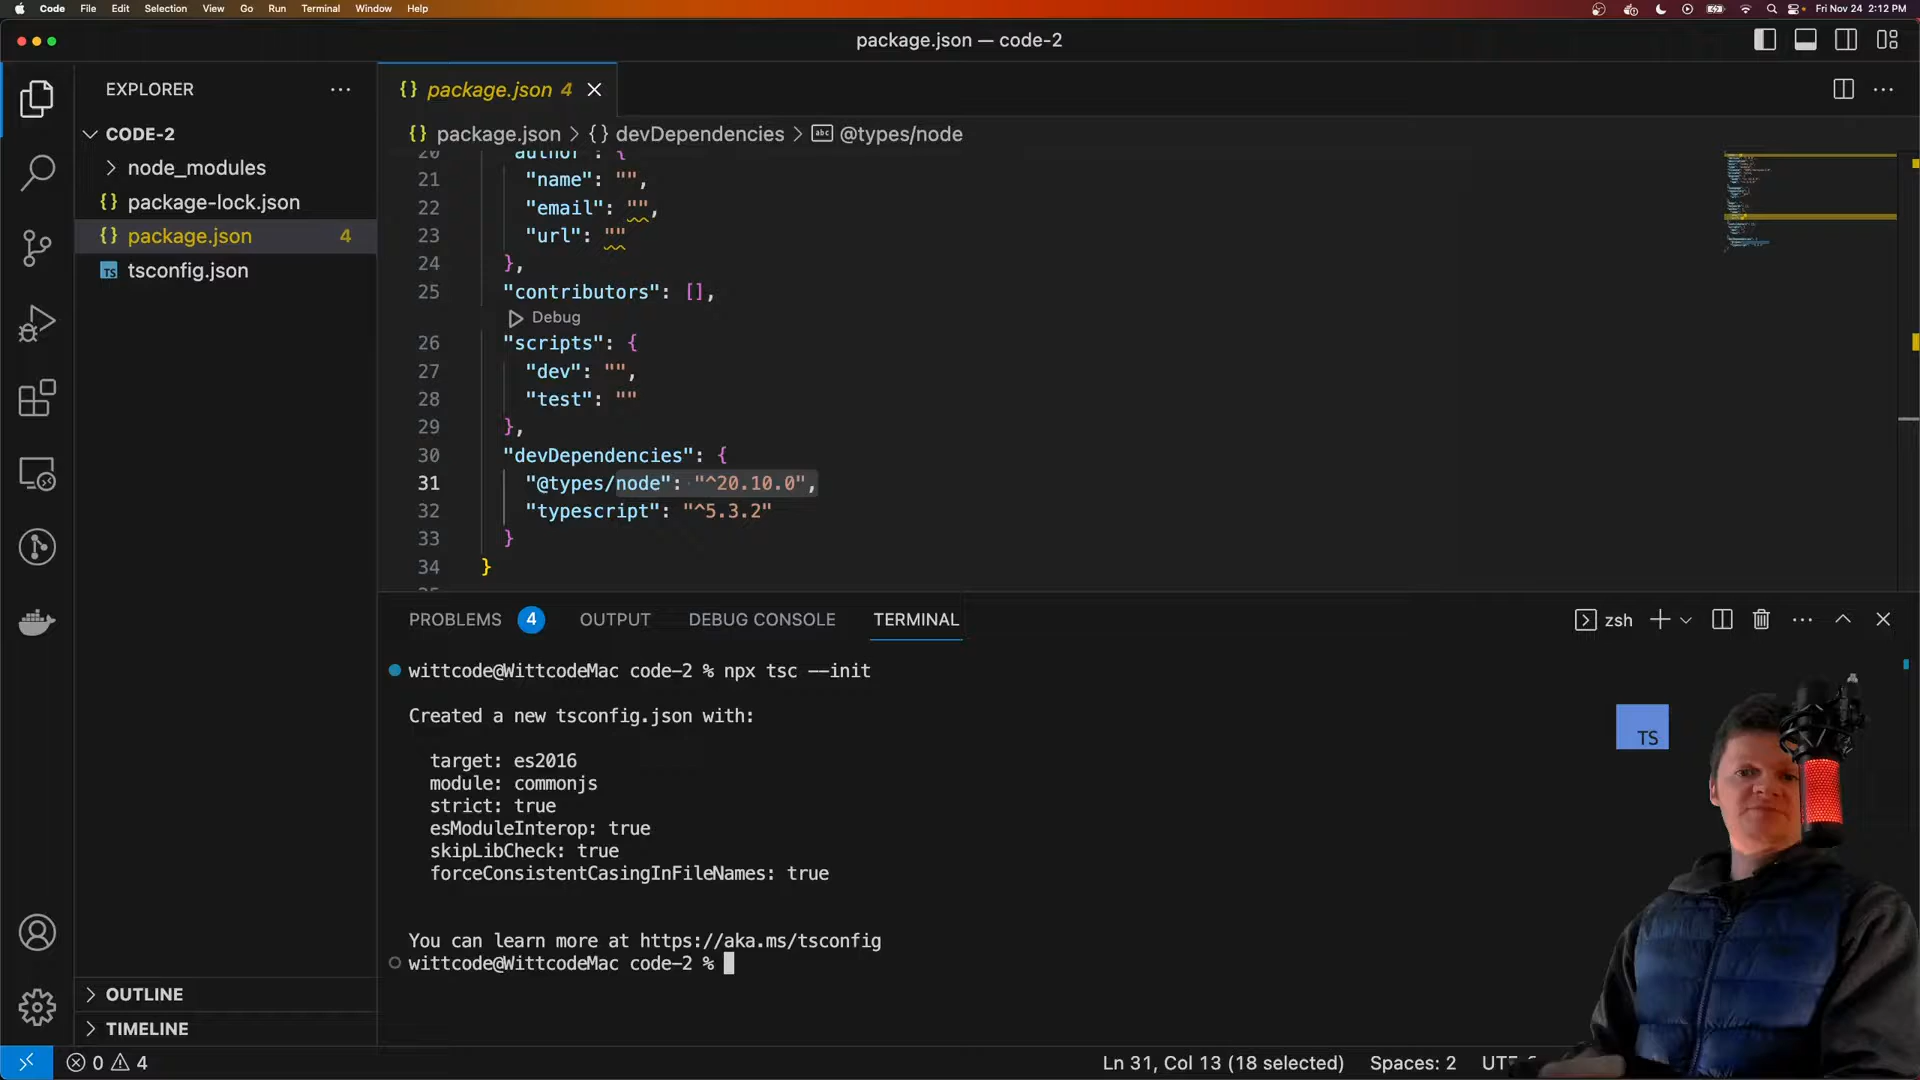 Code File Edit Selection View Go Run Terminal Window Help
Fri Nov 24 2:12 PM
package.json — code-2
EXPLORER
CODE-2
node_modules
package-lock.json
package.json 4
tsconfig.json
OUTLINE
TIMELINE
package.json 4
package.json > {} devDependencies > abc @types/node
20 "author": {
21 "name": "",
22 "email": "",
23 "url": ""
24 },
25 "contributors": [],
Debug
26 "scripts": {
27 "dev": "",
28 "test": ""
29 },
30 "devDependencies": {
31 "@types/node": "^20.10.0",
32 "typescript": "^5.3.2"
33 }
34 }
PROBLEMS 4 OUTPUT DEBUG CONSOLE TERMINAL
zsh
wittcode@WittcodeMac code-2 % npx tsc --init
Created a new tsconfig.json with:
target: es2016
module: commonjs
strict: true
esModuleInterop: true
skipLibCheck: true
forceConsistentCasingInFileNames: true
You can learn more at https://aka.ms/tsconfig
wittcode@WittcodeMac code-2 %
TS
0 4
Ln 31, Col 13 (18 selected) Spaces: 2